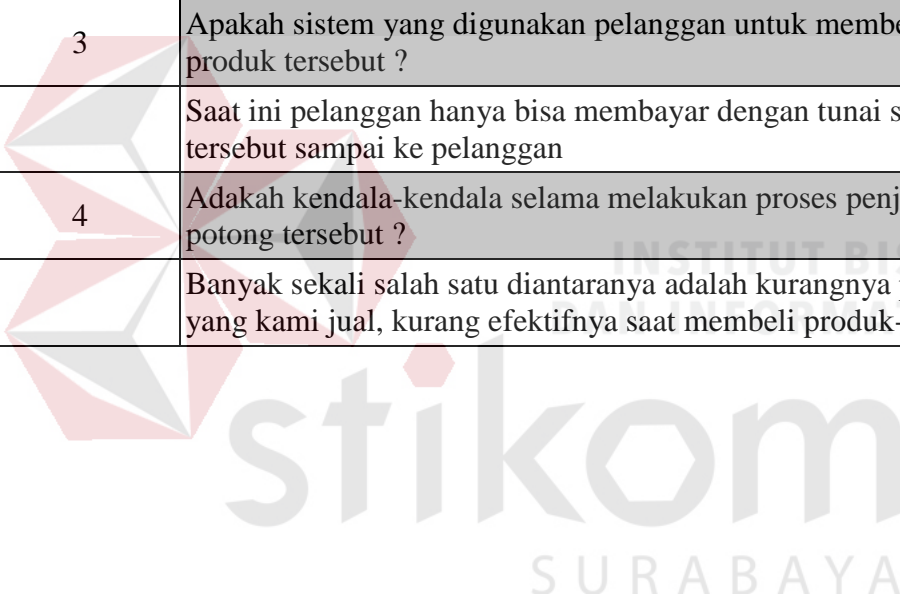 3
Apakah sistem yang digunakan pelanggan untuk membe
produk tersebut ?
Saat ini pelanggan hanya bisa membayar dengan tunai s
tersebut sampai ke pelanggan
4
Adakah kendala-kendala selama melakukan proses penj
potong tersebut ?
Banyak sekali salah satu diantaranya adalah kurangnya
yang kami jual, kurang efektifnya saat membeli produk-
INSTITUT BIS
DAN INFORMAT
stikom
SURABAYA